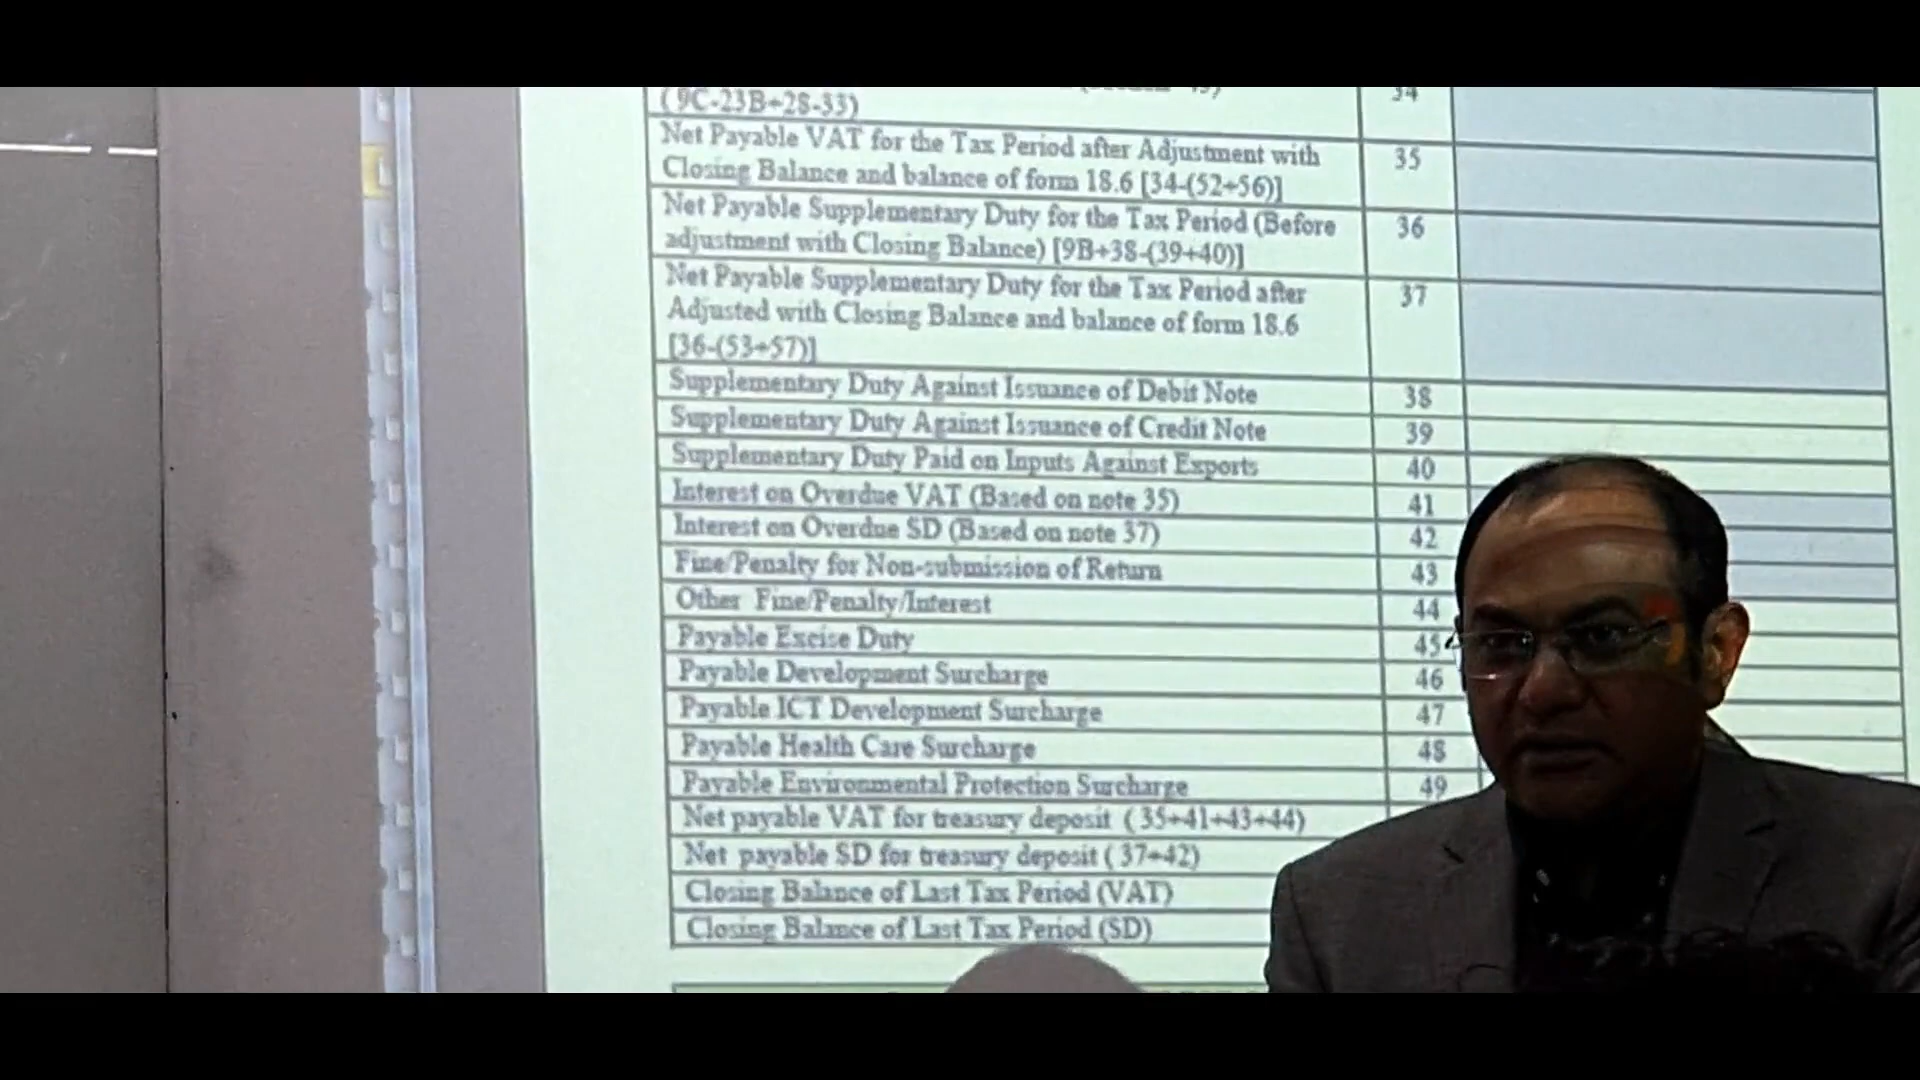 (9C-23B+28-33)
34
Net Payable VAT for the Tax Period after Adjustment with
Closing Balance and balance of form 18.6 [34-(52+56)]
35
Net Payable Supplementary Duty for the Tax Period (Before
adjustment with Closing Balance) [9B+38-(39+40)]
36
Net Payable Supplementary Duty for the Tax Period after
Adjusted with Closing Balance and balance of form 18.6
[36-(53+57)]
37
Supplementary Duty Against Issuance of Debit Note 38
Supplementary Duty Against Issuance of Credit Note 39
Supplementary Duty Paid on Inputs Against Exports 40
Interest on Overdue VAT (Based on note 35) 41
Interest on Overdue SD (Based on note 37) 42
Fine/Penalty for Non-submission of Return 43
Other Fine/Penalty/Interest 44
Payable Excise Duty 45
Payable Development Surcharge 46
Payable ICT Development Surcharge 47
Payable Health Care Surcharge 48
Payable Environmental Protection Surcharge 49
Net payable VAT for treasury deposit (35+41+43+44)
Net payable SD for treasury deposit (37+42)
Closing Balance of Last Tax Period (VAT)
Closing Balance of Last Tax Period (SD)